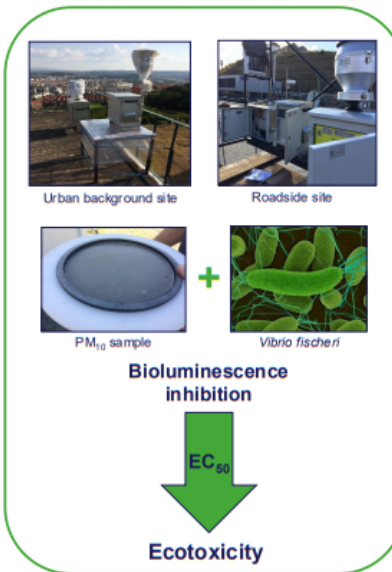 Urban background site
Roadside site
PM₁₀ sample
+
Vibrio fischeri
Bioluminescence
inhibition
EC₅₀
Ecotoxicity